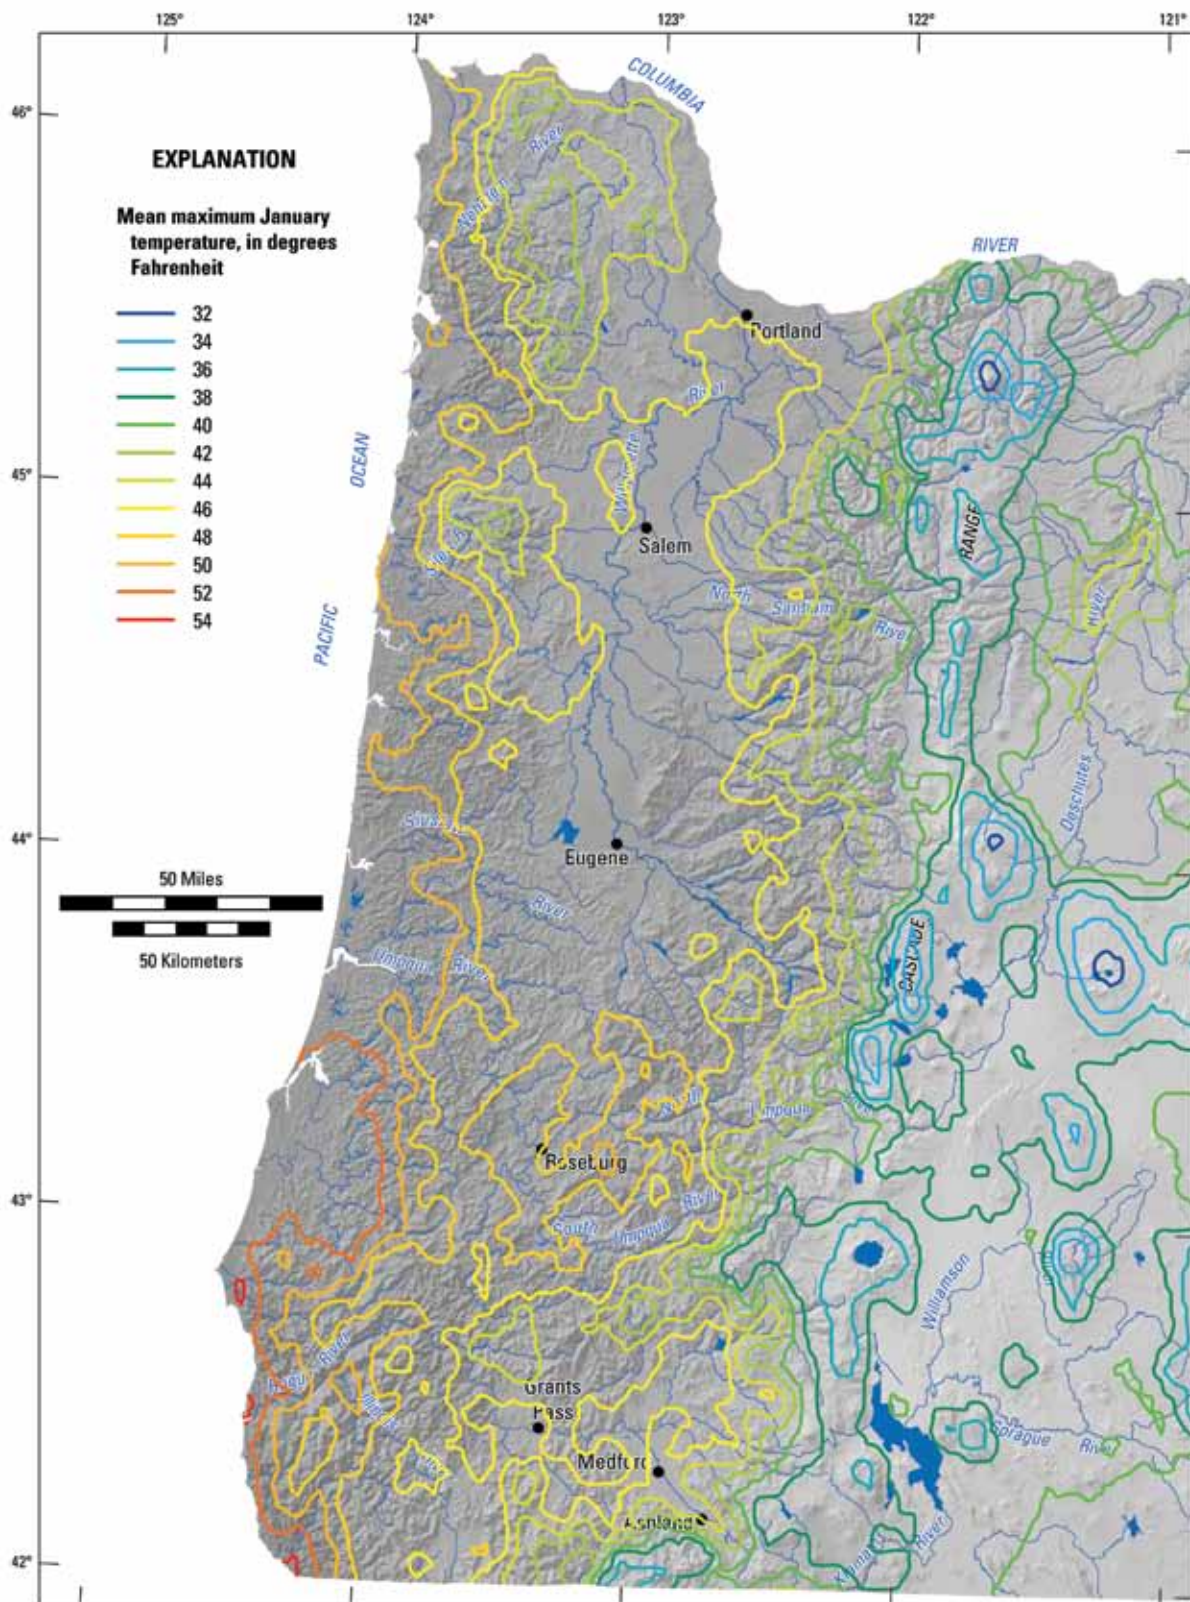 125°
124°
123°
122°
121°
COLUMBIA
46°
River
EXPLANATION
Mean maximum January
temperature, in degrees
Fahrenheit
RIVER
32
34
36
38
40
42
44
46
48
50
52
54
Portland
River
OCEAN
45°
RANGE
Salem
North
Santiam
River
River
PACIFIC
Deschutes
44°
Eugene
50 Miles
50 Kilometers
River
CASCADE
Umpqua River
North
Umpqua
Roseburg
43°
South Umpqua River
Williamson
River
Grants
Pass
Sprague River
Medford
Ashland
42°
Klamath River